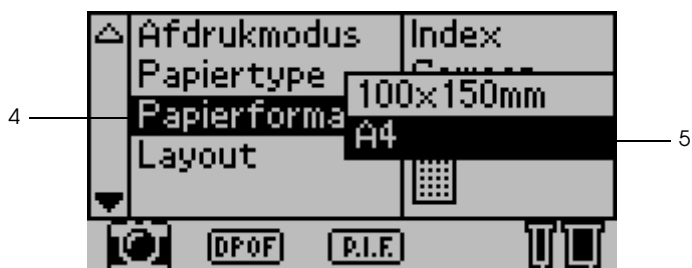 Afdrukmodus Index
Papiertype
100x150mm
4 Papierforma
A4 5
Layout
DPOF P.I.F.